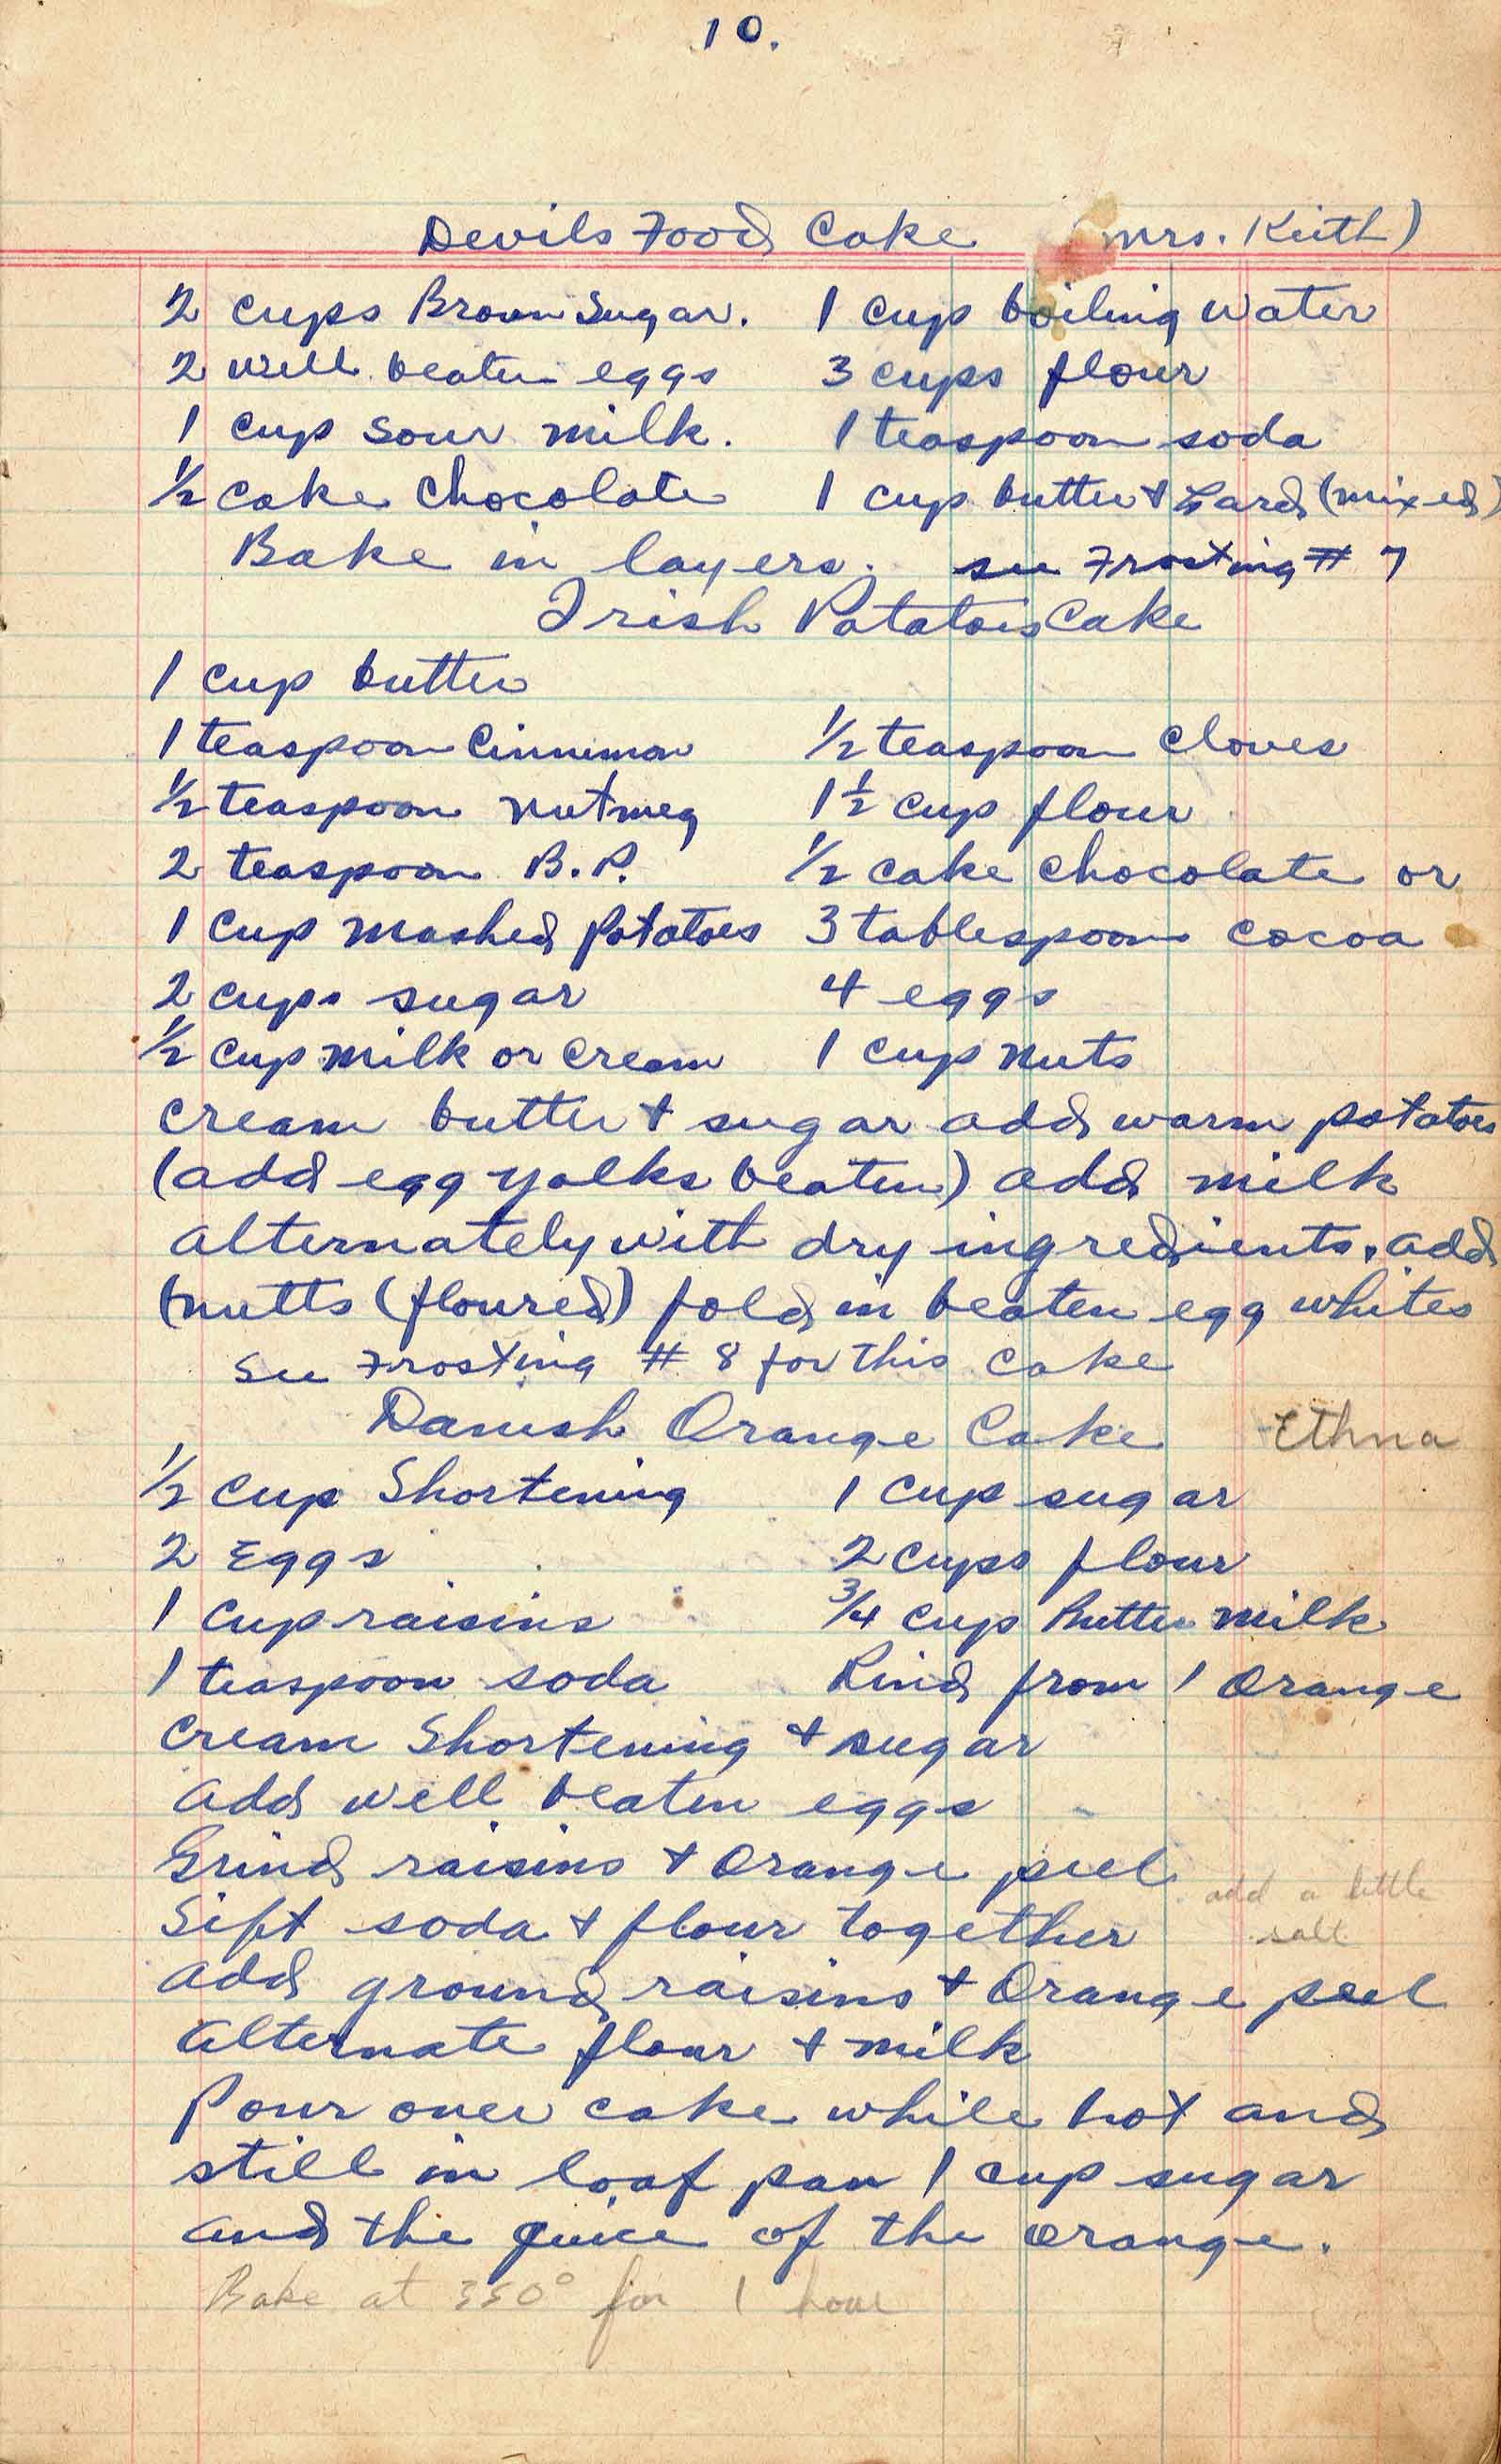 10.
Devils Food Cake (Mrs. Keith)
2 cups Brown Sugar. 1 cup boiling water
2 well beaten eggs 3 cups flour
1 cup sour milk. 1 teaspoon soda
½ cake chocolate 1 cup butter & Lard (mixed)
Bake in layers. see Frosting # 7
Irish Potatois Cake
1 cup butter
1 teaspoon Cinnemon ½ teaspoon cloves
½ teaspoon nutmeg 1½ cup flour
2 teaspoon B.P. ½ cake chocolate or
1 cup mashed potatoes 3 tablespoons cocoa
2 cups sugar 4 eggs
½ cup milk or cream 1 cup nuts
cream butter & sugar add warm potatoes
(add egg yolks beaten) add milk
alternately with dry ingredients. add
(nutts (floured) fold in beaten egg whites
See Frosting # 8 for this cake
Danish Orange Cake Ethna
½ cup Shortening 1 cup sugar
2 Eggs 2 cups flour
1 cup raisins ¾ cup Butter milk
1 teaspoon soda Rind from 1 orange
cream Shortening & sugar
add well beaten eggs
Grind raisins & orange peel
add a little
Sift soda & flour together salt
add ground raisins & Orange peel
alternate flour & milk
Pour over cake while hot and
still in loaf pan 1 cup sugar
and the juice of the orange.
Bake at 350° for 1 hour